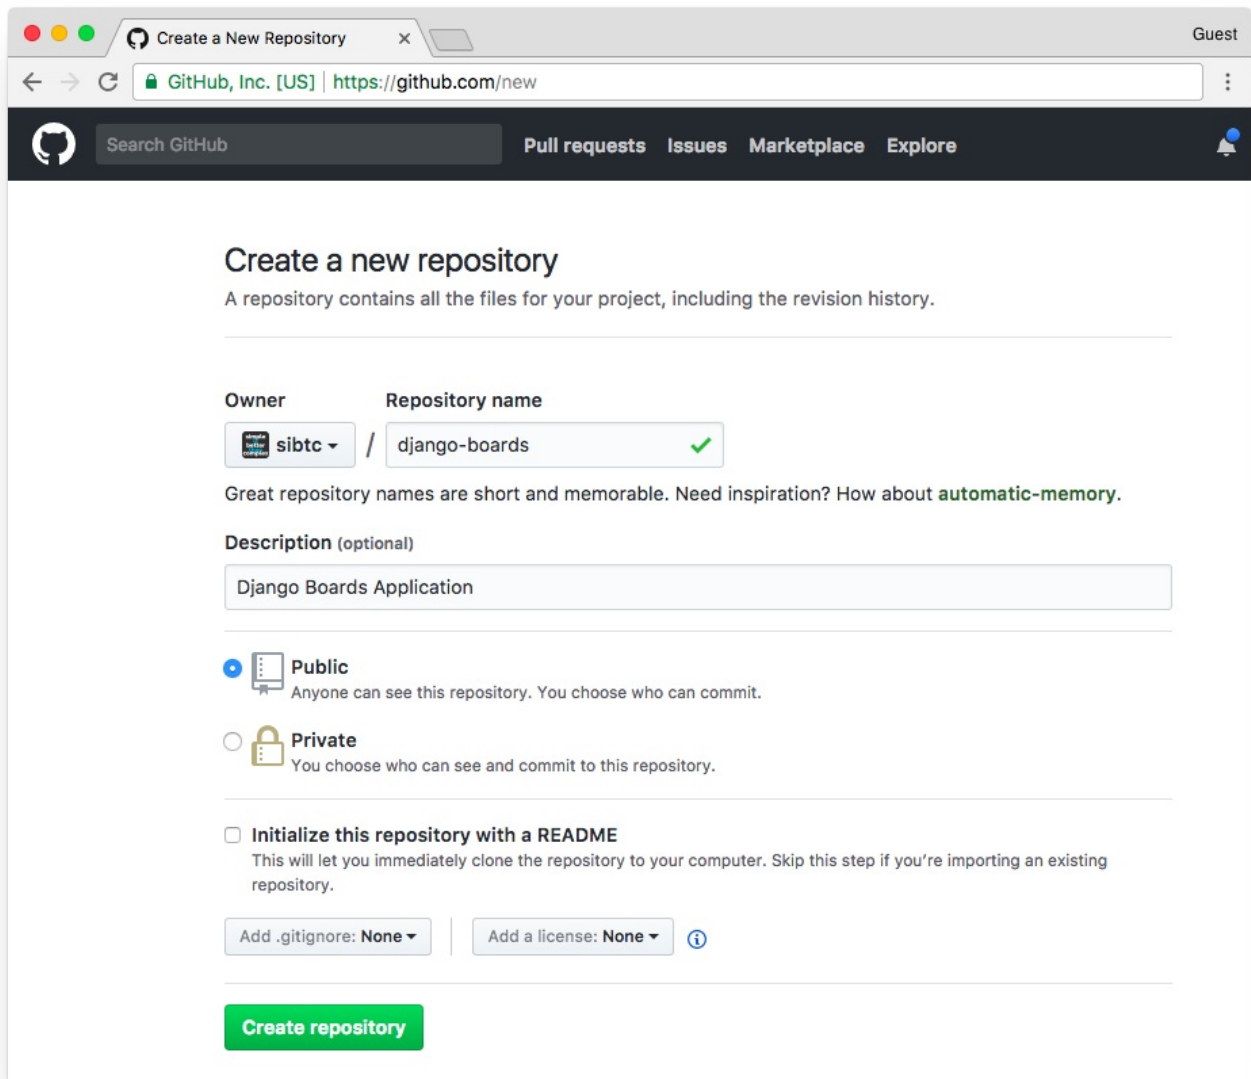 Create a New Repository
Guest
GitHub, Inc. [US] | https://github.com/new
Search GitHub Pull requests Issues Marketplace Explore
Create a new repository
A repository contains all the files for your project, including the revision history.
Owner Repository name
simple better complex sibtc / django-boards
Great repository names are short and memorable. Need inspiration? How about automatic-memory.
Description (optional)
Django Boards Application
Public
Anyone can see this repository. You choose who can commit.
Private
You choose who can see and commit to this repository.
Initialize this repository with a README
This will let you immediately clone the repository to your computer. Skip this step if you’re importing an existing
repository.
Add .gitignore: None Add a license: None
Create repository